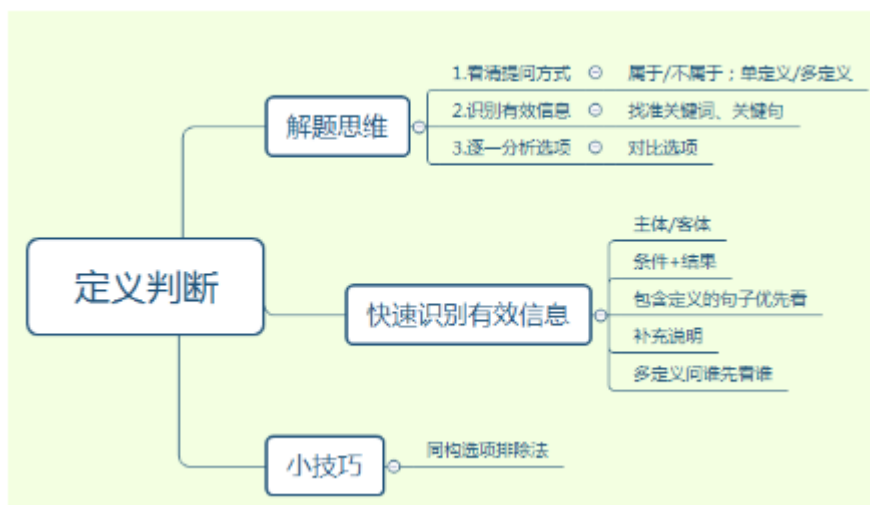 定义判断
解题思维
1.看清提问方式 属于/不属于；单定义/多定义
2.识别有效信息 找准关键词、关键句
3.逐一分析选项 对比选项
快速识别有效信息
主体/客体
条件+结果
包含定义的句子优先看
补充说明
多定义问谁先看谁
小技巧
同构选项排除法